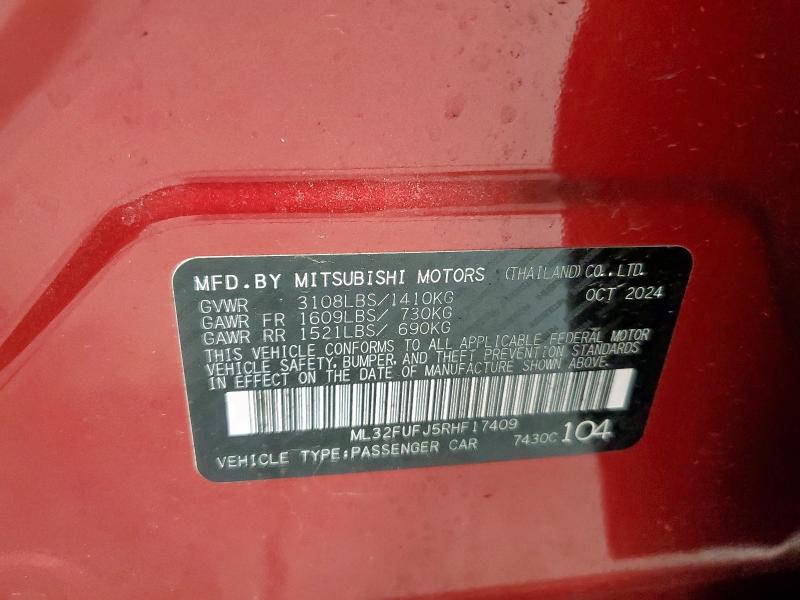 MFD.BY MITSUBISHI MOTORS (THAILAND)CO.,LTD.
GVWR 3108LBS/1410KG OCT 2024
GAWR FR 1609LBS/ 730KG
GAWR RR 1521LBS/ 690KG
THIS VEHICLE CONFORMS TO ALL APPLICABLE FEDERAL MOTOR
VEHICLE SAFETY, BUMPER, AND THEFT PREVENTION STANDARDS
IN EFFECT ON THE DATE OF MANUFACTURE SHOWN ABOVE.
ML32FUFJ5RHF17409
VEHICLE TYPE:PASSENGER CAR 7430C 104